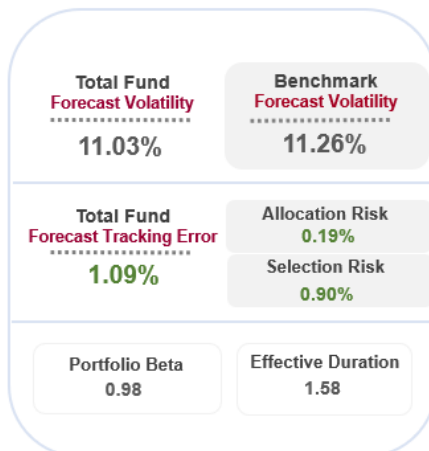 Total Fund
Forecast Volatility
11.03%
Benchmark
Forecast Volatility
11.26%
Total Fund
Forecast Tracking Error
1.09%
Allocation Risk
0.19%
Selection Risk
0.90%
Portfolio Beta
0.98
Effective Duration
1.58